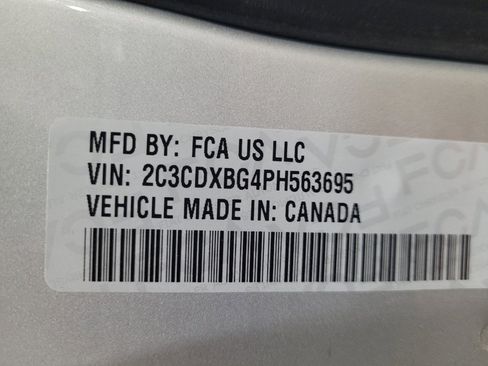 MFD BY: FCA US LLC
VIN: 2C3CDXBG4PH563695
VEHICLE MADE IN: CANADA